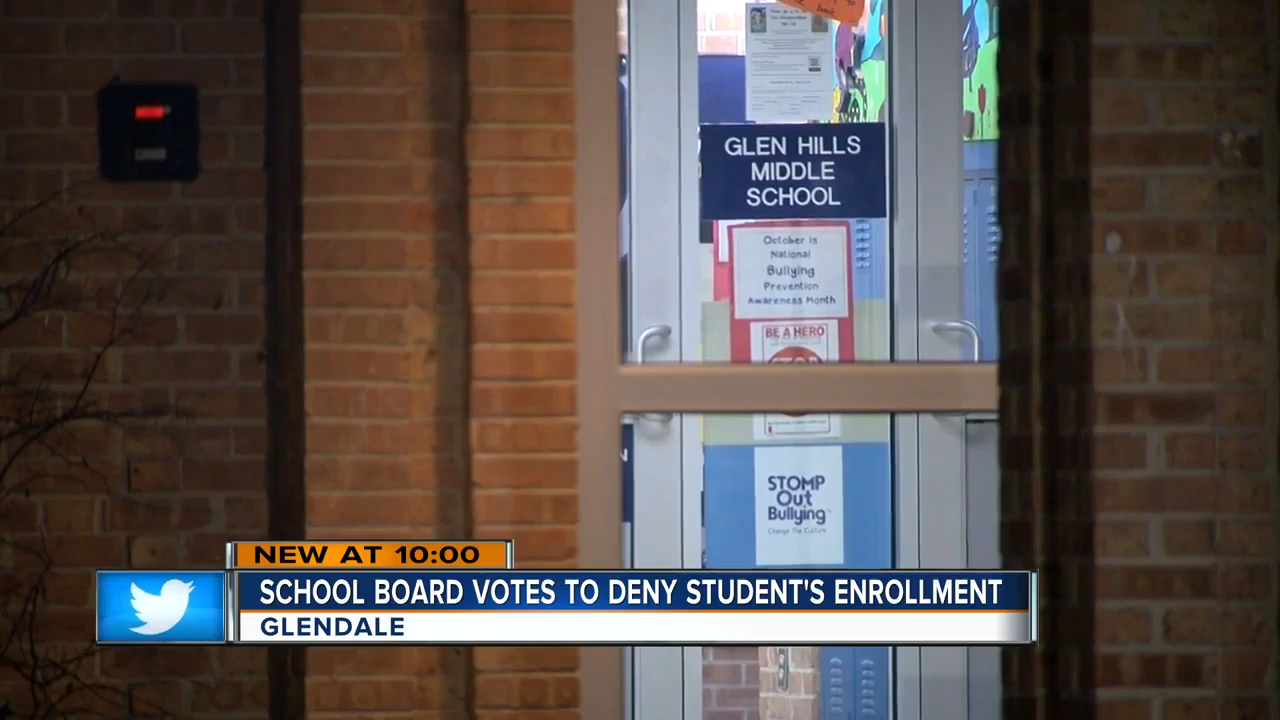 GLEN HILLS
MIDDLE
SCHOOL
October is
National
Bullying
Prevention
Awareness Month
BE A HERO
STOMP
Out
Bullying™
Change The Culture
NEW AT 10:00
SCHOOL BOARD VOTES TO DENY STUDENT'S ENROLLMENT
GLENDALE